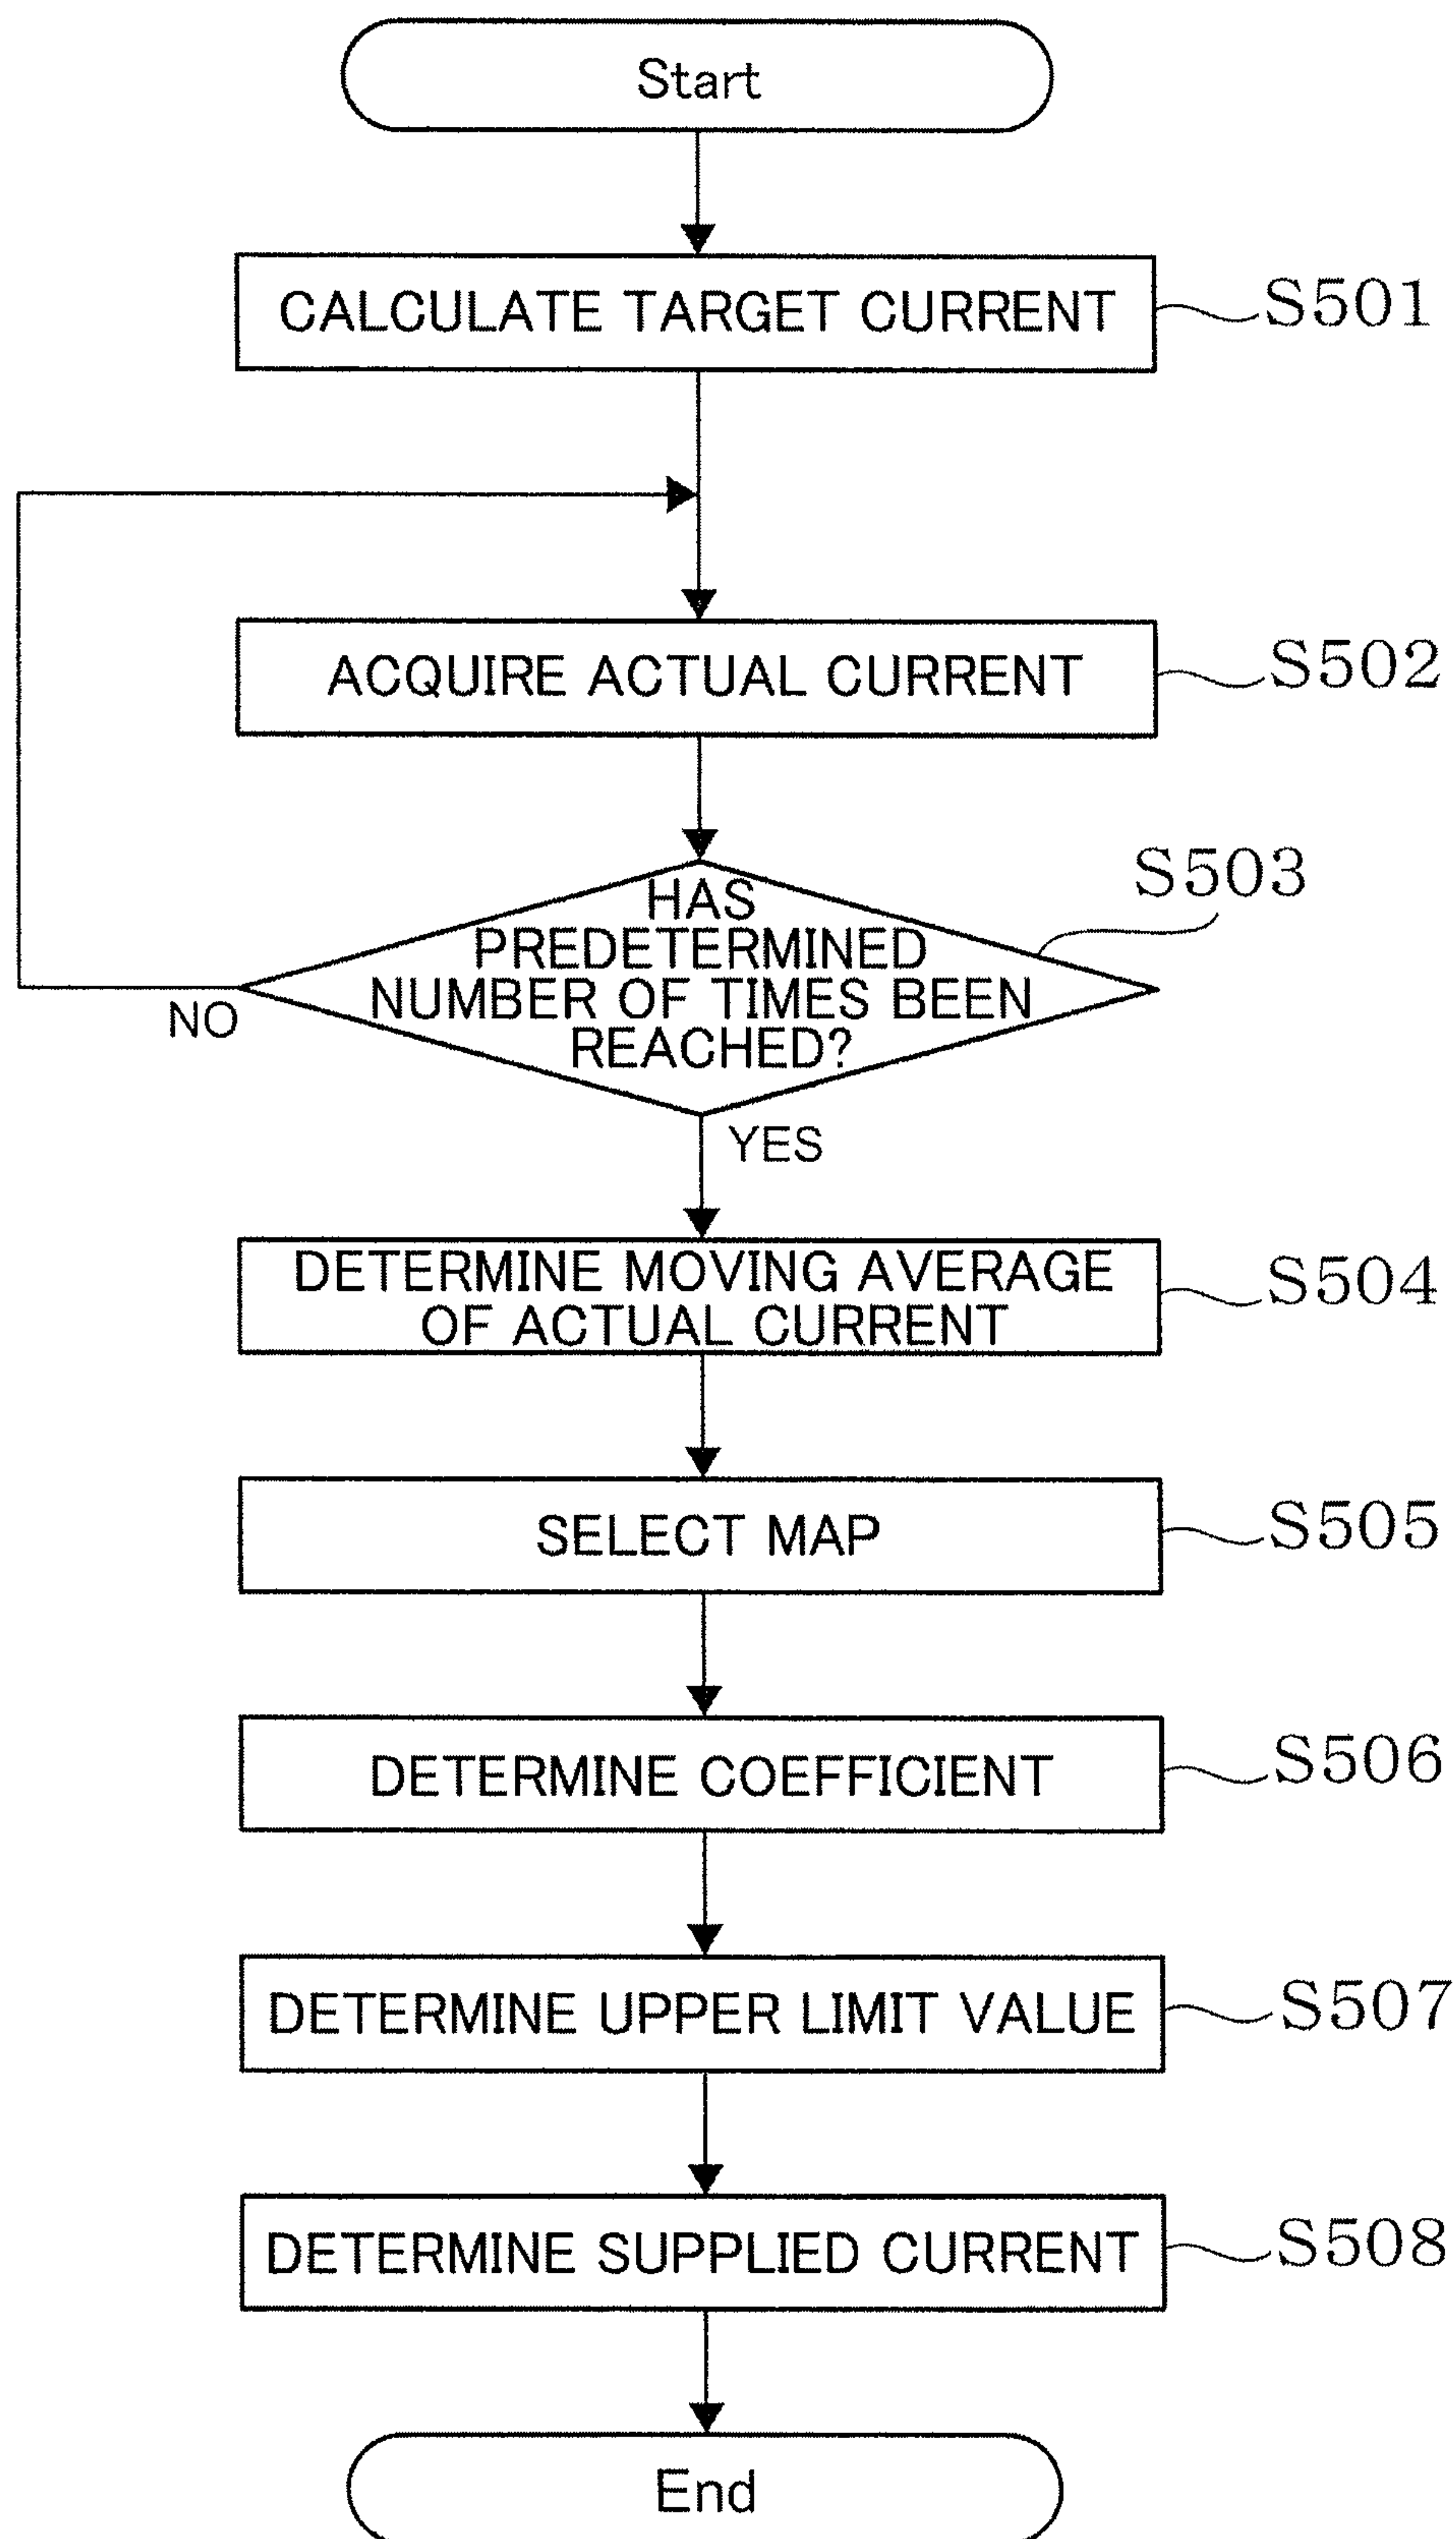 Start
CALCULATE TARGET CURRENT
S501
ACQUIRE ACTUAL CURRENT
S502
HAS
PREDETERMINED
NUMBER OF TIMES BEEN
REACHED?
S503
NO
YES
DETERMINE MOVING AVERAGE
OF ACTUAL CURRENT
S504
SELECT MAP
S505
DETERMINE COEFFICIENT
S506
DETERMINE UPPER LIMIT VALUE
S507
DETERMINE SUPPLIED CURRENT
S508
End